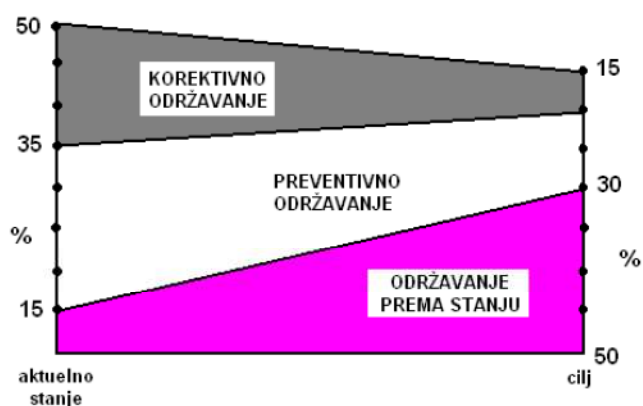 50
KOREKTIVNO
ODRŽAVANJE
15
35
PREVENTIVNO
ODRŽAVANJE
30
%
%
ODRŽAVANJE
PREMA STANJU
15
50
aktuelno
stanje
cilj